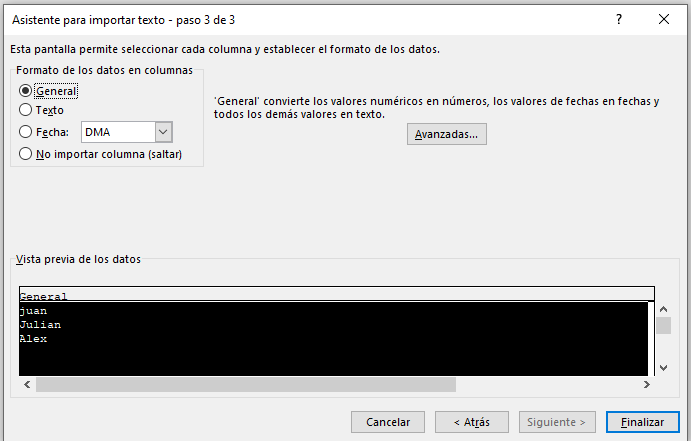 Asistente para importar texto - paso 3 de 3
Esta pantalla permite seleccionar cada columna y establecer el formato de los datos.
Formato de los datos en columnas
General
Texto
Fecha: DMA
No importar columna (saltar)
'General' convierte los valores numéricos en números, los valores de fechas en fechas y
todos los demás valores en texto.
Avanzadas...
Vista previa de los datos
General
juan
Julian
Alex
Cancelar < Atrás Siguiente > Finalizar